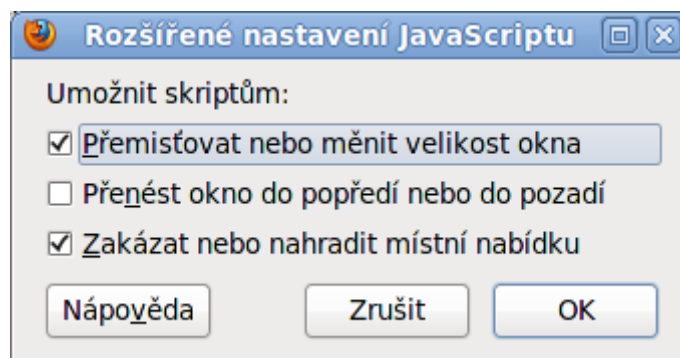 Rozšířené nastavení JavaScriptu
Umožnit skriptům:
Přemisťovat nebo měnit velikost okna
Přenést okno do popředí nebo do pozadí
Zakázat nebo nahradit místní nabídku
Nápověda Zrušit OK